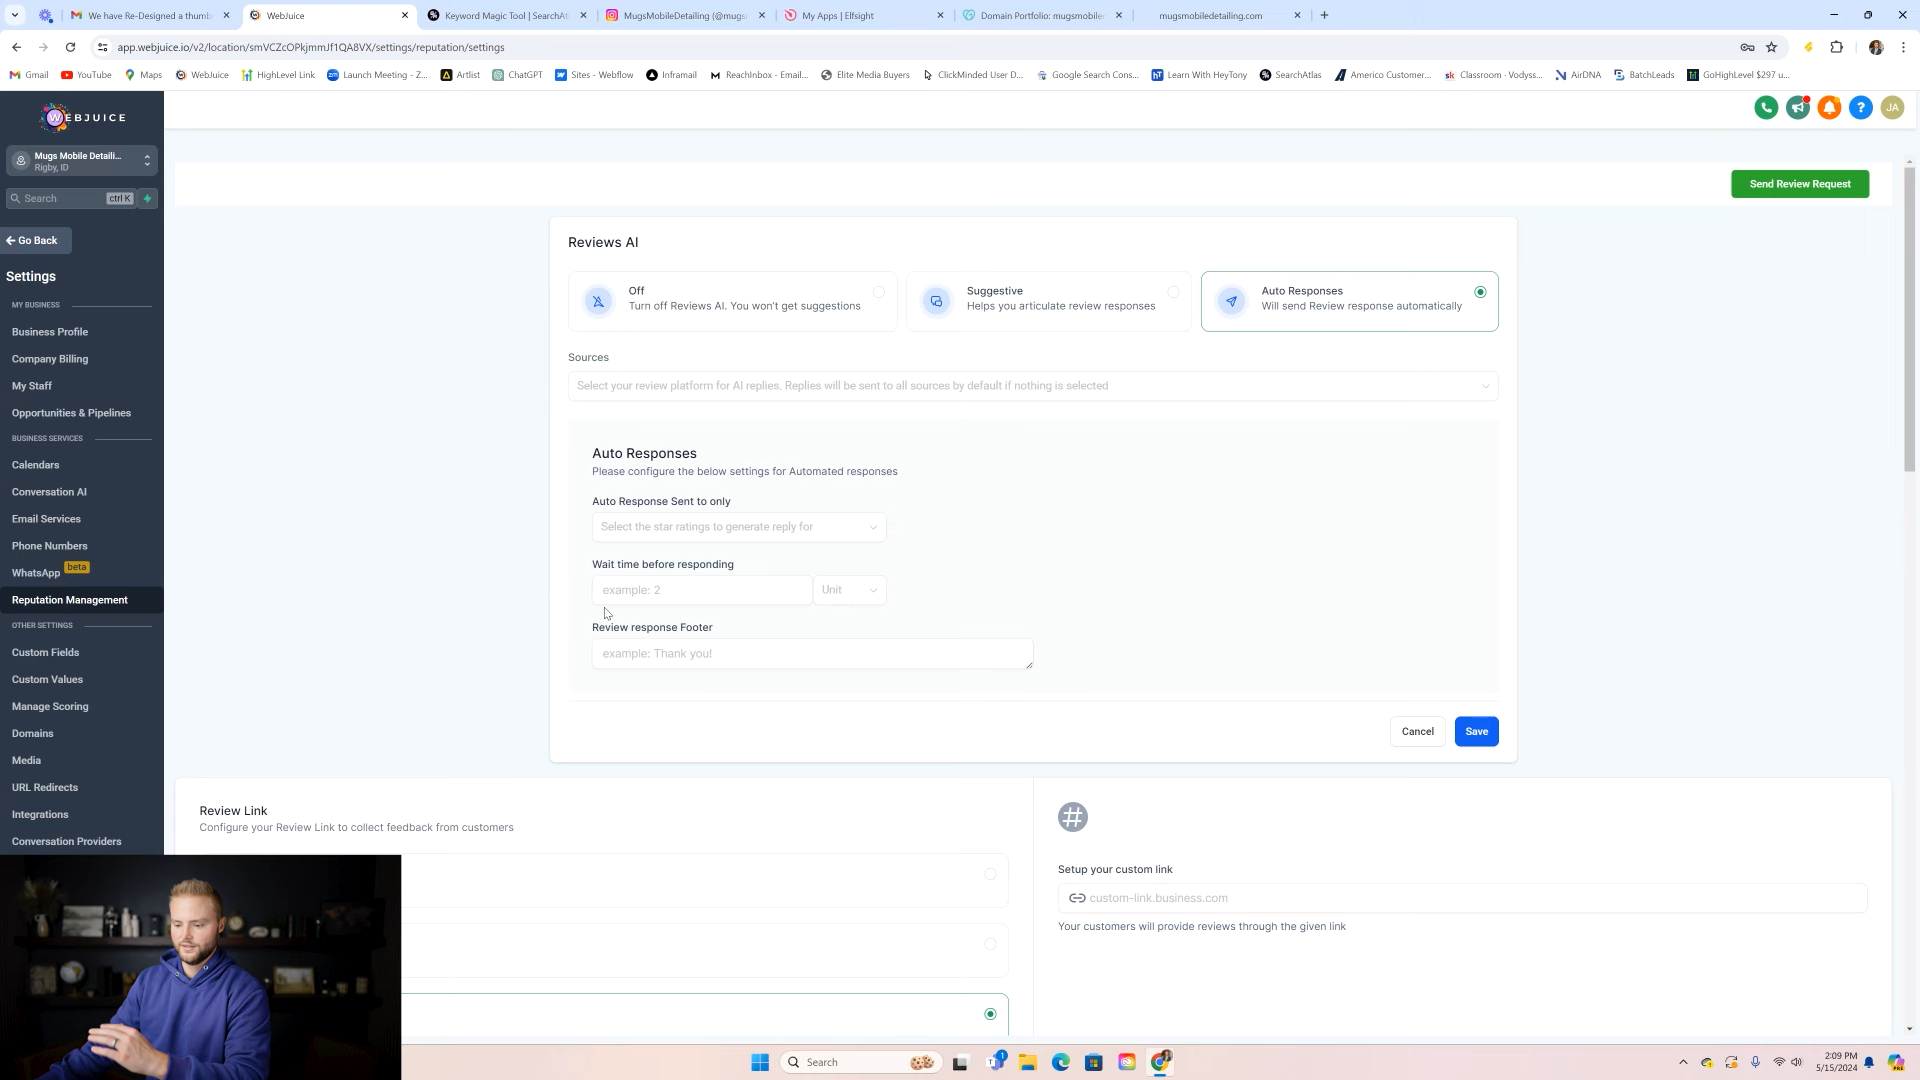 We have Re-Designed a thumb
WebJuice
Keyword Magic Tool | SearchAt
MugsMobileDetailing (@mugs
My Apps | Elfsight
Domain Portfolio: mugsmobile
mugsmobiledetailing.com
app.webjuice.io/v2/location/smVCZcOPkjmmJf1QA8VX/settings/reputation/settings
Gmail
YouTube
Maps
WebJuice
HighLevel Link
Launch Meeting - Z...
Artlist
ChatGPT
Sites - Webflow
Inframail
ReachInbox - Email...
Elite Media Buyers
ClickMinded User D...
Google Search Cons...
Learn With HeyTony
SearchAtlas
Americo Customer...
Classroom - Vodyss...
AirDNA
BatchLeads
GoHighLevel $297 u...
WEBJUICE
JA
Mugs Mobile Detaili...
Rigby, ID
Search
ctrl K
Send Review Request
Go Back
Settings
MY BUSINESS
Business Profile
Company Billing
My Staff
Opportunities & Pipelines
BUSINESS SERVICES
Calendars
Conversation AI
Email Services
Phone Numbers
WhatsApp beta
Reputation Management
OTHER SETTINGS
Custom Fields
Custom Values
Manage Scoring
Domains
Media
URL Redirects
Integrations
Conversation Providers
Reviews AI
Off
Turn off Reviews AI. You won't get suggestions
Suggestive
Helps you articulate review responses
Auto Responses
Will send Review response automatically
Sources
Select your review platform for AI replies. Replies will be sent to all sources by default if nothing is selected
Auto Responses
Please configure the below settings for Automated responses
Auto Response Sent to only
Select the star ratings to generate reply for
Wait time before responding
example: 2
Unit
Review response Footer
example: Thank you!
Cancel
Save
Review Link
Configure your Review Link to collect feedback from customers
Setup your custom link
custom-link.business.com
Your customers will provide reviews through the given link
Search
1
2:09 PM
5/15/2024